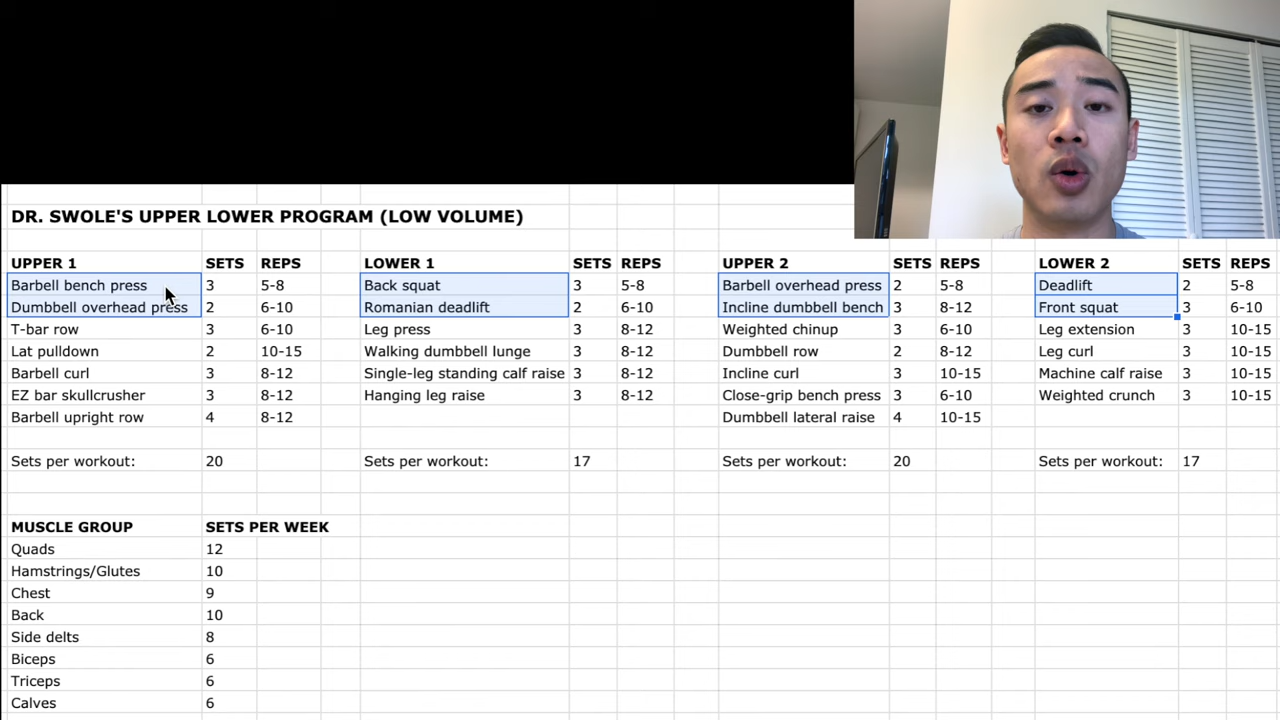 DR. SWOLE'S UPPER LOWER PROGRAM (LOW VOLUME)
UPPER 1 SETS REPS LOWER 1 SETS REPS UPPER 2 SETS REPS LOWER 2 SETS REPS
Barbell bench press 3 5-8 Back squat 3 5-8 Barbell overhead press 2 5-8 Deadlift 2 5-8
Dumbbell overhead press 2 6-10 Romanian deadlift 2 6-10 Incline dumbbell bench 3 8-12 Front squat 3 6-10
T-bar row 3 6-10 Leg press 3 8-12 Weighted chinup 3 6-10 Leg extension 3 10-15
Lat pulldown 2 10-15 Walking dumbbell lunge 3 8-12 Dumbbell row 2 8-12 Leg curl 3 10-15
Barbell curl 3 8-12 Single-leg standing calf raise 3 8-12 Incline curl 3 10-15 Machine calf raise 3 10-15
EZ bar skullcrusher 3 8-12 Hanging leg raise 3 8-12 Close-grip bench press 3 6-10 Weighted crunch 3 10-15
Barbell upright row 4 8-12 Dumbbell lateral raise 4 10-15
Sets per workout: 20 Sets per workout: 17 Sets per workout: 20 Sets per workout: 17
MUSCLE GROUP SETS PER WEEK
Quads 12
Hamstrings/Glutes 10
Chest 9
Back 10
Side delts 8
Biceps 6
Triceps 6
Calves 6